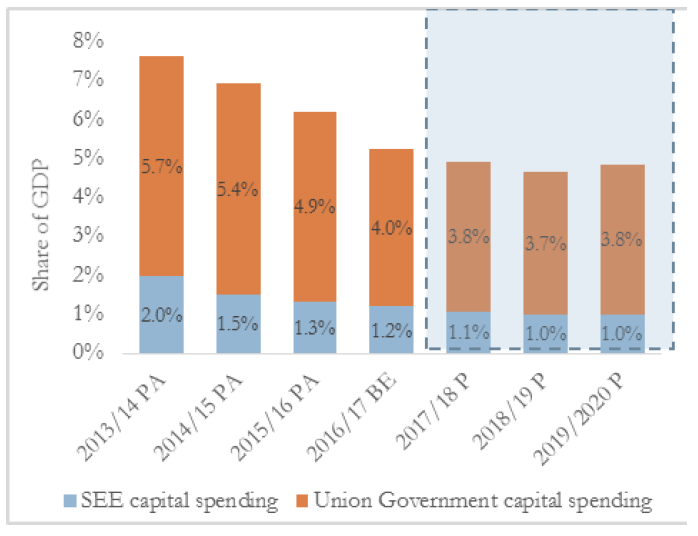 8%
7%
6%
5%
4%
3%
2%
1%
0%
Share of GDP
5.7%
5.4%
4.9%
4.0%
3.8%
3.7%
3.8%
2.0%
1.5%
1.3%
1.2%
1.1%
1.0%
1.0%
2013/14 PA
2014/15 PA
2015/16 PA
2016/17 BE
2017/18 P
2018/19 P
2019/2020 P
SEE capital spending
Union Government capital spending